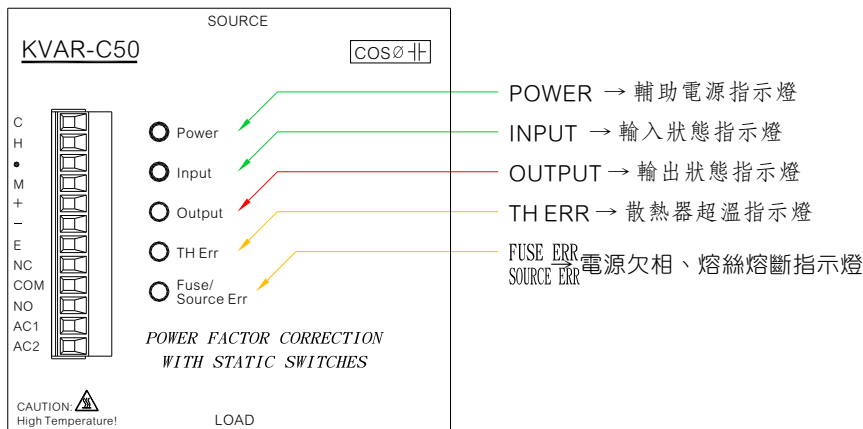 SOURCE
KVAR-C50
COSØ
C
H
•
M
+
−
E
NC
COM
NO
AC1
AC2
Power
Input
Output
TH Err
Fuse/
Source Err
POWER FACTOR CORRECTION
WITH STATIC SWITCHES
CAUTION:
High Temperature!
LOAD
POWER → 輔助電源指示燈
INPUT → 輸入狀態指示燈
OUTPUT → 輸出狀態指示燈
TH ERR → 散熱器超溫指示燈
FUSE ERR
SOURCE ERR → 電源欠相、熔絲熔斷指示燈